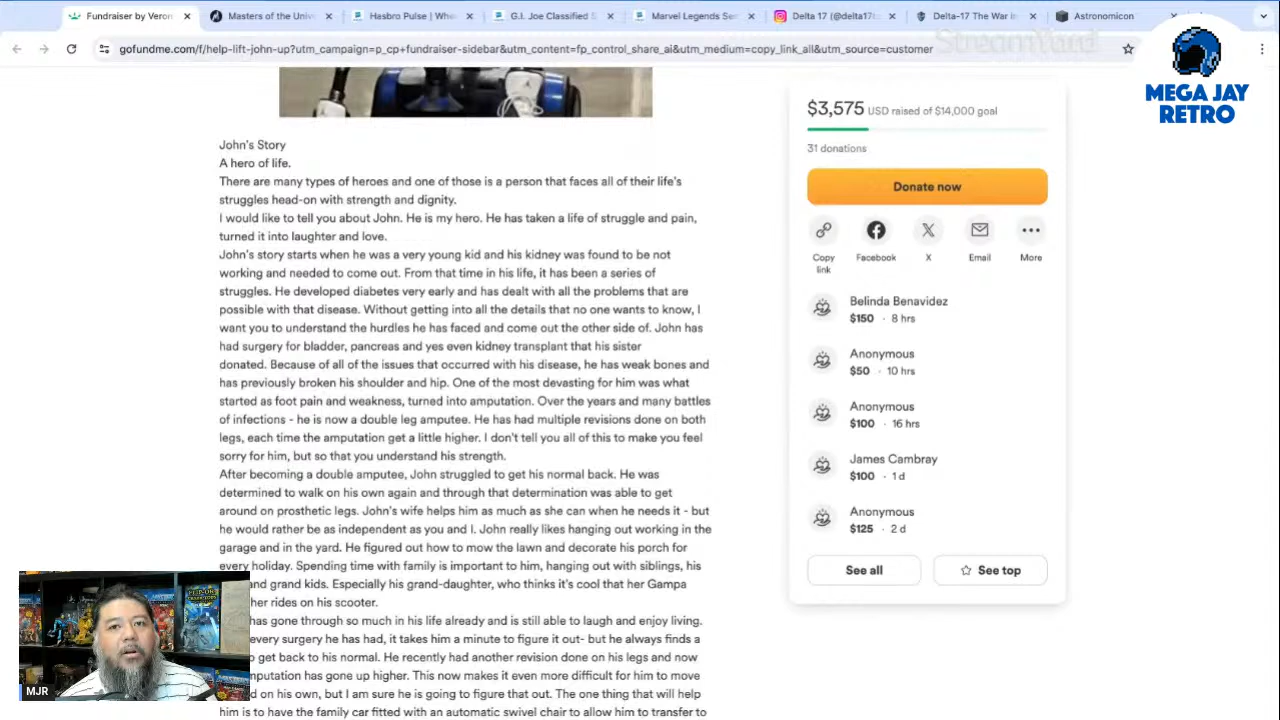 Fundraiser by Veron
Masters of the Univ
Hasbro Pulse | Whe
G.I. Joe Classified S
Marvel Legends Se
Delta 17 (@delta17
Delta-17 The War in
Astronomicon
gofundme.com/f/help-lift-john-up?utm_campaign=p_cp+fundraiser-sidebar&utm_content=fp_control_share_ai&utm_medium=copy_link_all&utm_source=customer
StreamYard
MEGA JAY
RETRO
John's Story
A hero of life.
There are many types of heroes and one of those is a person that faces all of their life's
struggles head-on with strength and dignity.
I would like to tell you about John. He is my hero. He has taken a life of struggle and pain,
turned it into laughter and love.
John's story starts when he was a very young kid and his kidney was found to be not
working and needed to come out. From that time in his life, it has been a series of
struggles. He developed diabetes very early and has dealt with all the problems that are
possible with that disease. Without getting into all the details that no one wants to know, I
want you to understand the hurdles he has faced and come out the other side of. John has
had surgery for bladder, pancreas and yes even kidney transplant that his sister
donated. Because of all of the issues that occurred with his disease, he has weak bones and
has previously broken his shoulder and hip. One of the most devasting for him was what
started as foot pain and weakness, turned into amputation. Over the years and many battles
of infections - he is now a double leg amputee. He has had multiple revisions done on both
legs, each time the amputation get a little higher. I don't tell you all of this to make you feel
sorry for him, but so that you understand his strength.
After becoming a double amputee, John struggled to get his normal back. He was
determined to walk on his own again and through that determination was able to get
around on prosthetic legs. John's wife helps him as much as she can when he needs it - but
he would rather be as independent as you and I. John really likes hanging out working in the
garage and in the yard. He figured out how to mow the lawn and decorate his porch for
every holiday. Spending time with family is important to him, hanging out with siblings, his
and grand kids. Especially his grand-daughter, who thinks it's cool that her Gampa
her rides on his scooter.
has gone through so much in his life already and is still able to laugh and enjoy living.
every surgery he has had, it takes him a minute to figure it out- but he always finds a
o get back to his normal. He recently had another revision done on his legs and now
mputation has gone up higher. This now makes it even more difficult for him to move
d on his own, but I am sure he is going to figure that out. The one thing that will help
him is to have the family car fitted with an automatic swivel chair to allow him to transfer to
$3,575 USD raised of $14,000 goal
31 donations
Donate now
Copy
link
Facebook
X
Email
More
Belinda Benavidez
$150 · 8 hrs
Anonymous
$50 · 10 hrs
Anonymous
$100 · 16 hrs
James Cambray
$100 · 1 d
Anonymous
$125 · 2 d
See all
See top
MJR